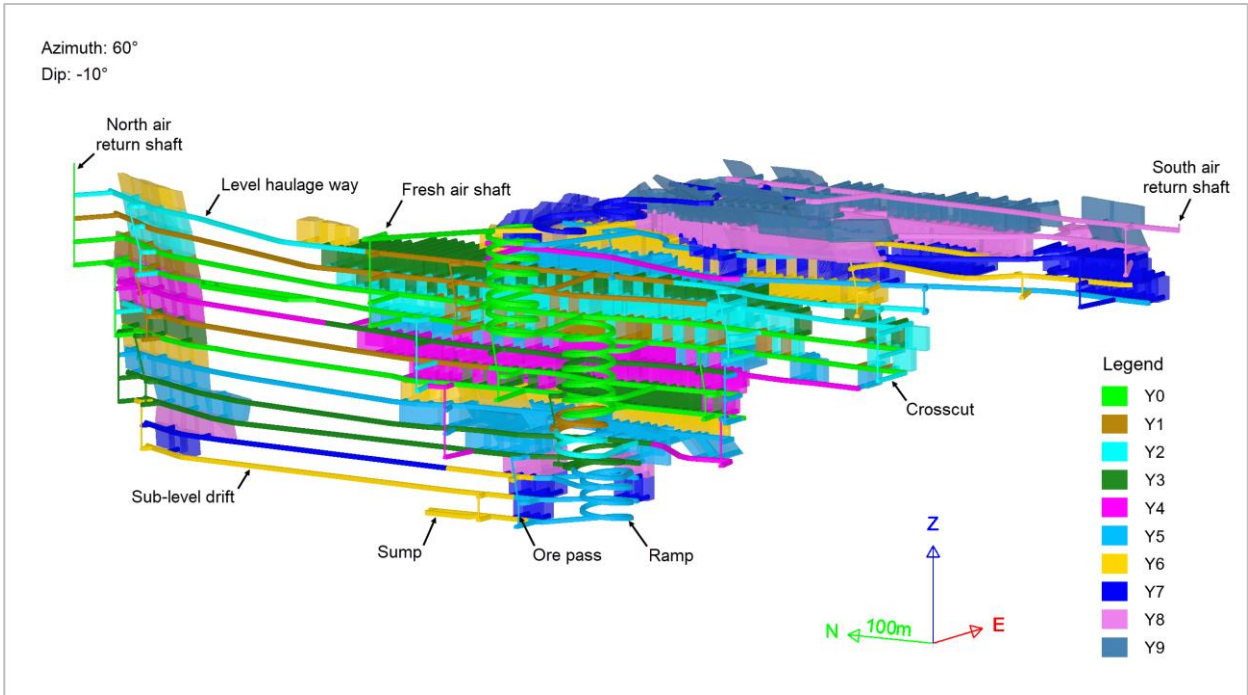 Azimuth: 60°
Dip: -10°
North air
return shaft
Level haulage way
Fresh air shaft
South air
return shaft
Crosscut
Sub-level drift
Sump
Ore pass
Ramp
Z
N
100m
E
Legend
Y0
Y1
Y2
Y3
Y4
Y5
Y6
Y7
Y8
Y9